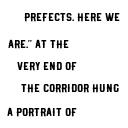 PREFECTS. HERE WE
ARE." AT THE
VERY END OF
THE CORRIDOR HUNG
A PORTRAIT OF